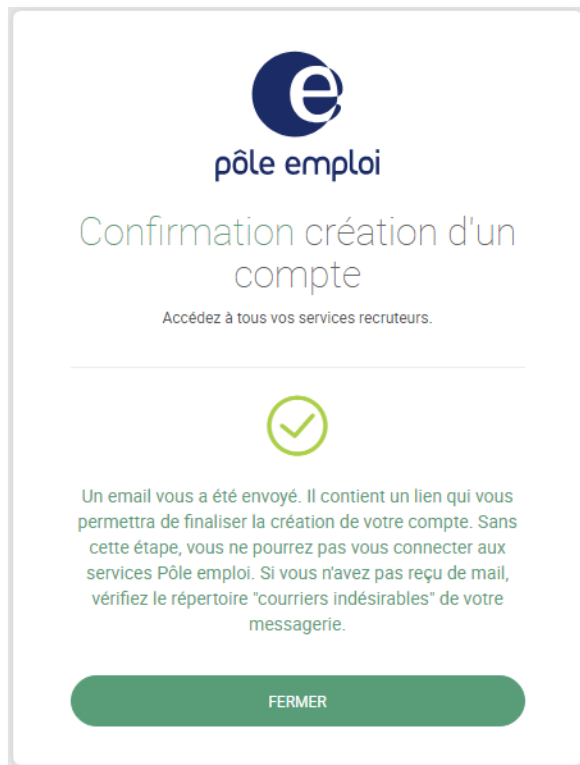 pôle emploi
Confirmation création d'un
compte
Accédez à tous vos services recruteurs.
Un email vous a été envoyé. Il contient un lien qui vous
permettra de finaliser la création de votre compte. Sans
cette étape, vous ne pourrez pas vous connecter aux
services Pôle emploi. Si vous n'avez pas reçu de mail,
vérifiez le répertoire "courriers indésirables" de votre
messagerie.
FERMER